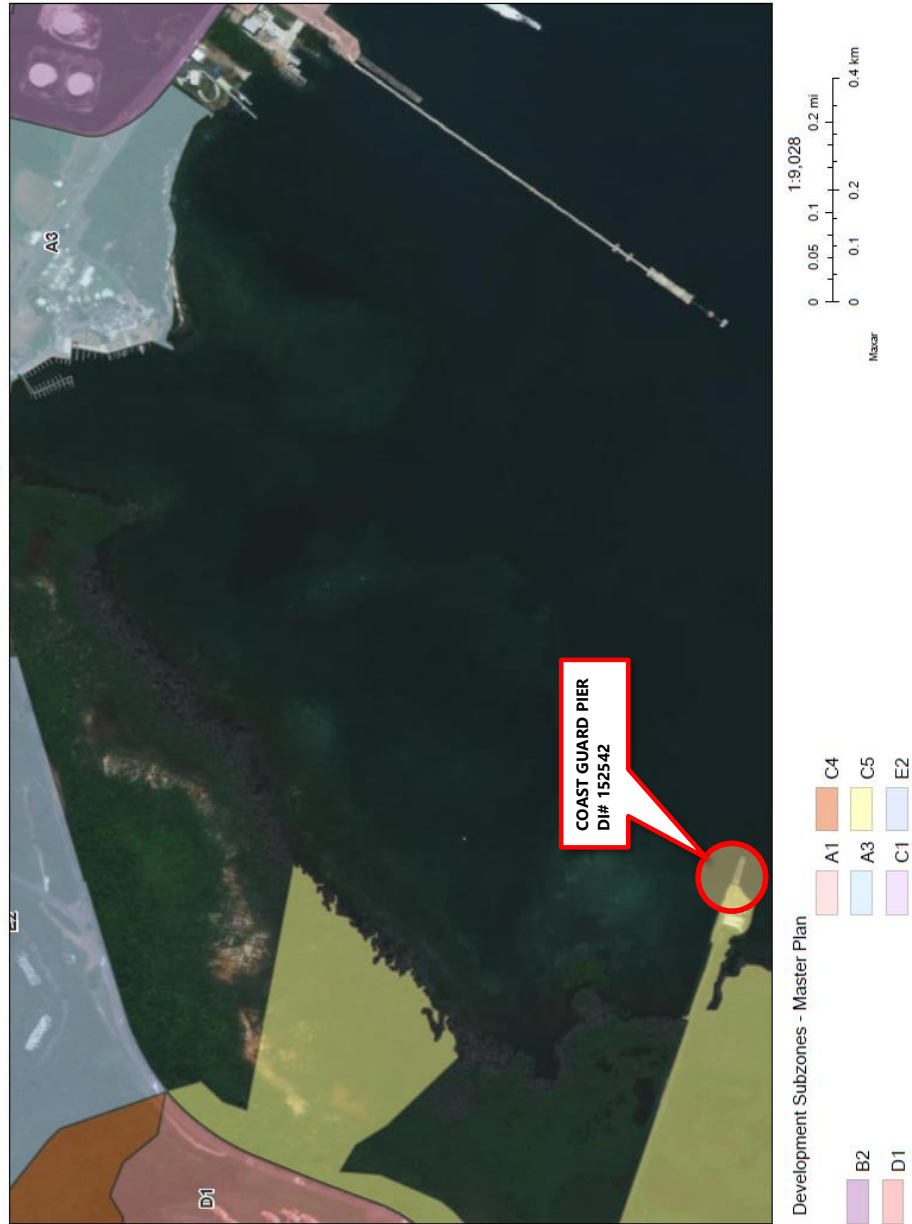 A3
E2
D1
COAST GUARD PIER
DI# 152542
Development Subzones - Master Plan
B2
D1
A1
A3
C1
C4
C5
E2
1:9,028
0 0.05 0.1 0.2 mi
0 0.1 0.2 0.4 km
Maxar